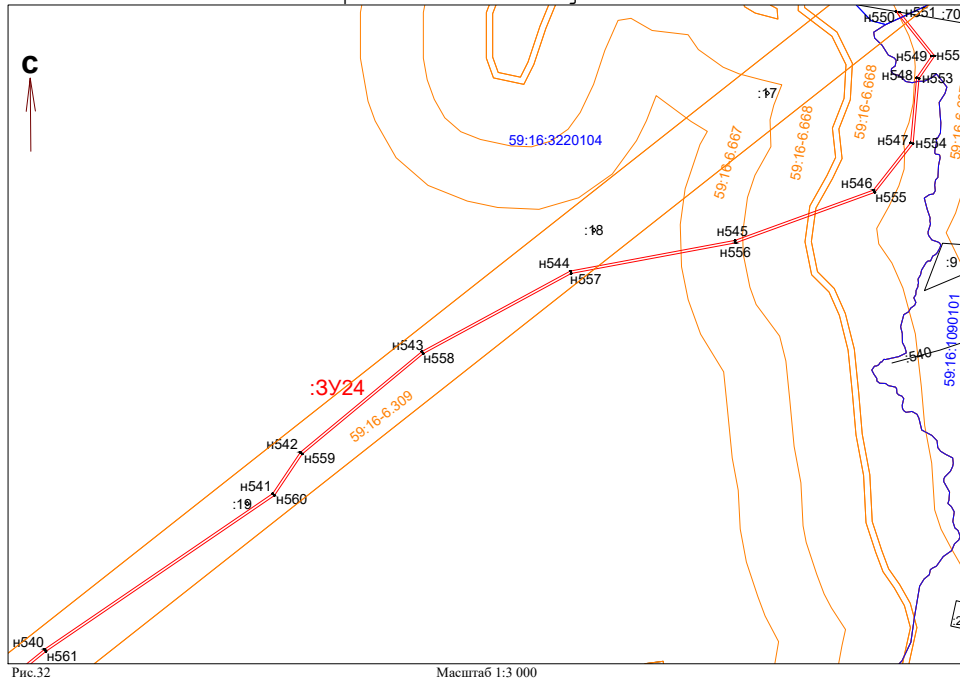 н550
н551
:70
С
н549
н548
н553
:17
59:16-6.668
59:16:3220104
59:16-6.667
59:16-6.668
н547
н554
н546
н555
:18
н545
н556
:9
н544
н557
н543
н558
:540
59:16:1090101
:ЗУ24
59:16-6.309
н542
н559
н541
:19
н560
н540
н561
Рис.32
Масштаб 1:3 000